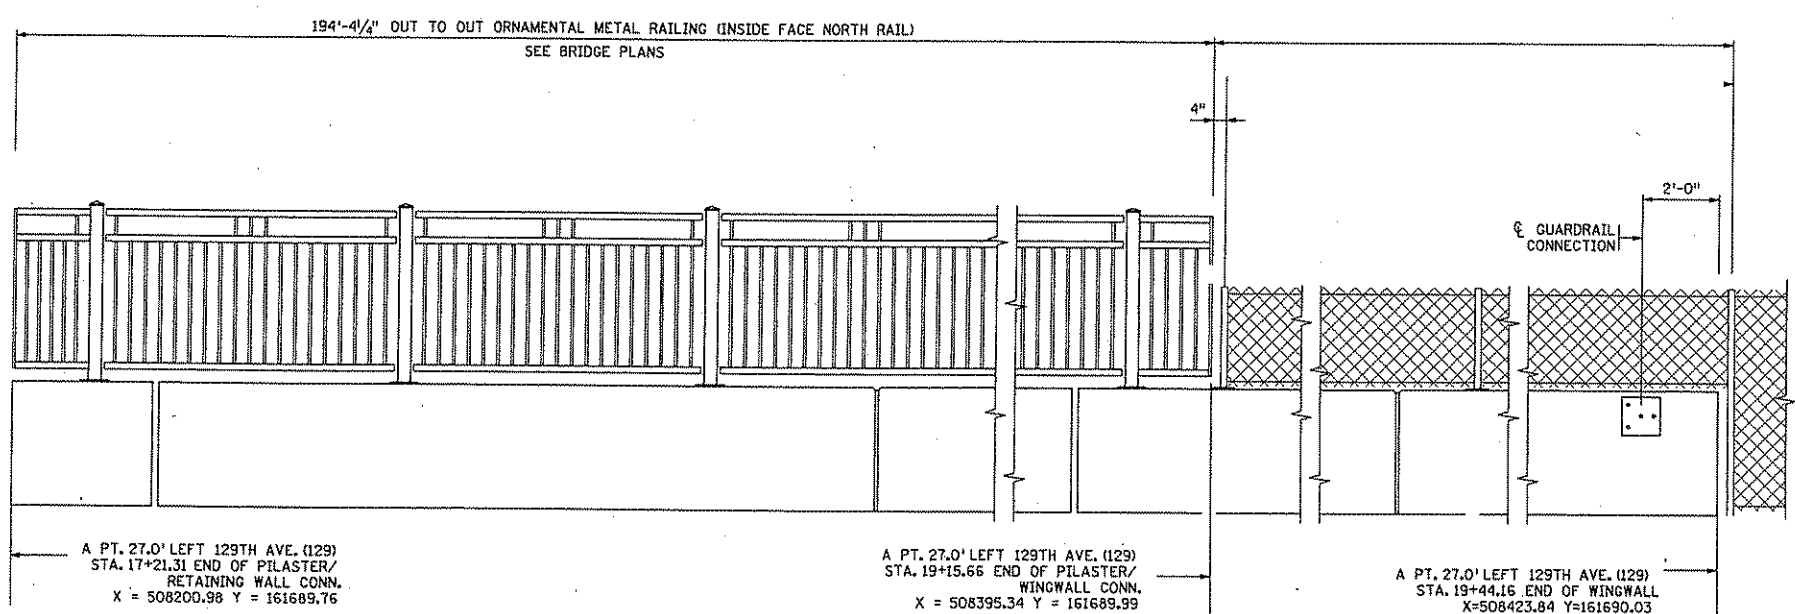 194'-4 1/4" OUT TO OUT ORNAMENTAL METAL RAILING (INSIDE FACE NORTH RAIL)
SEE BRIDGE PLANS
4"
2'-0"
℄ GUARDRAIL
CONNECTION
A PT. 27.0' LEFT 129TH AVE. (129)
STA. 17+21.31 END OF PILASTER/
RETAINING WALL CONN.
X = 508200.98 Y = 161689.76
A PT. 27.0' LEFT 129TH AVE. (129)
STA. 19+15.66 END OF PILASTER/
WINGWALL CONN.
X = 508395.34 Y = 161689.99
A PT. 27.0' LEFT 129TH AVE. (129)
STA. 19+44.16 END OF WINGWALL
X=508423.84 Y=161690.03